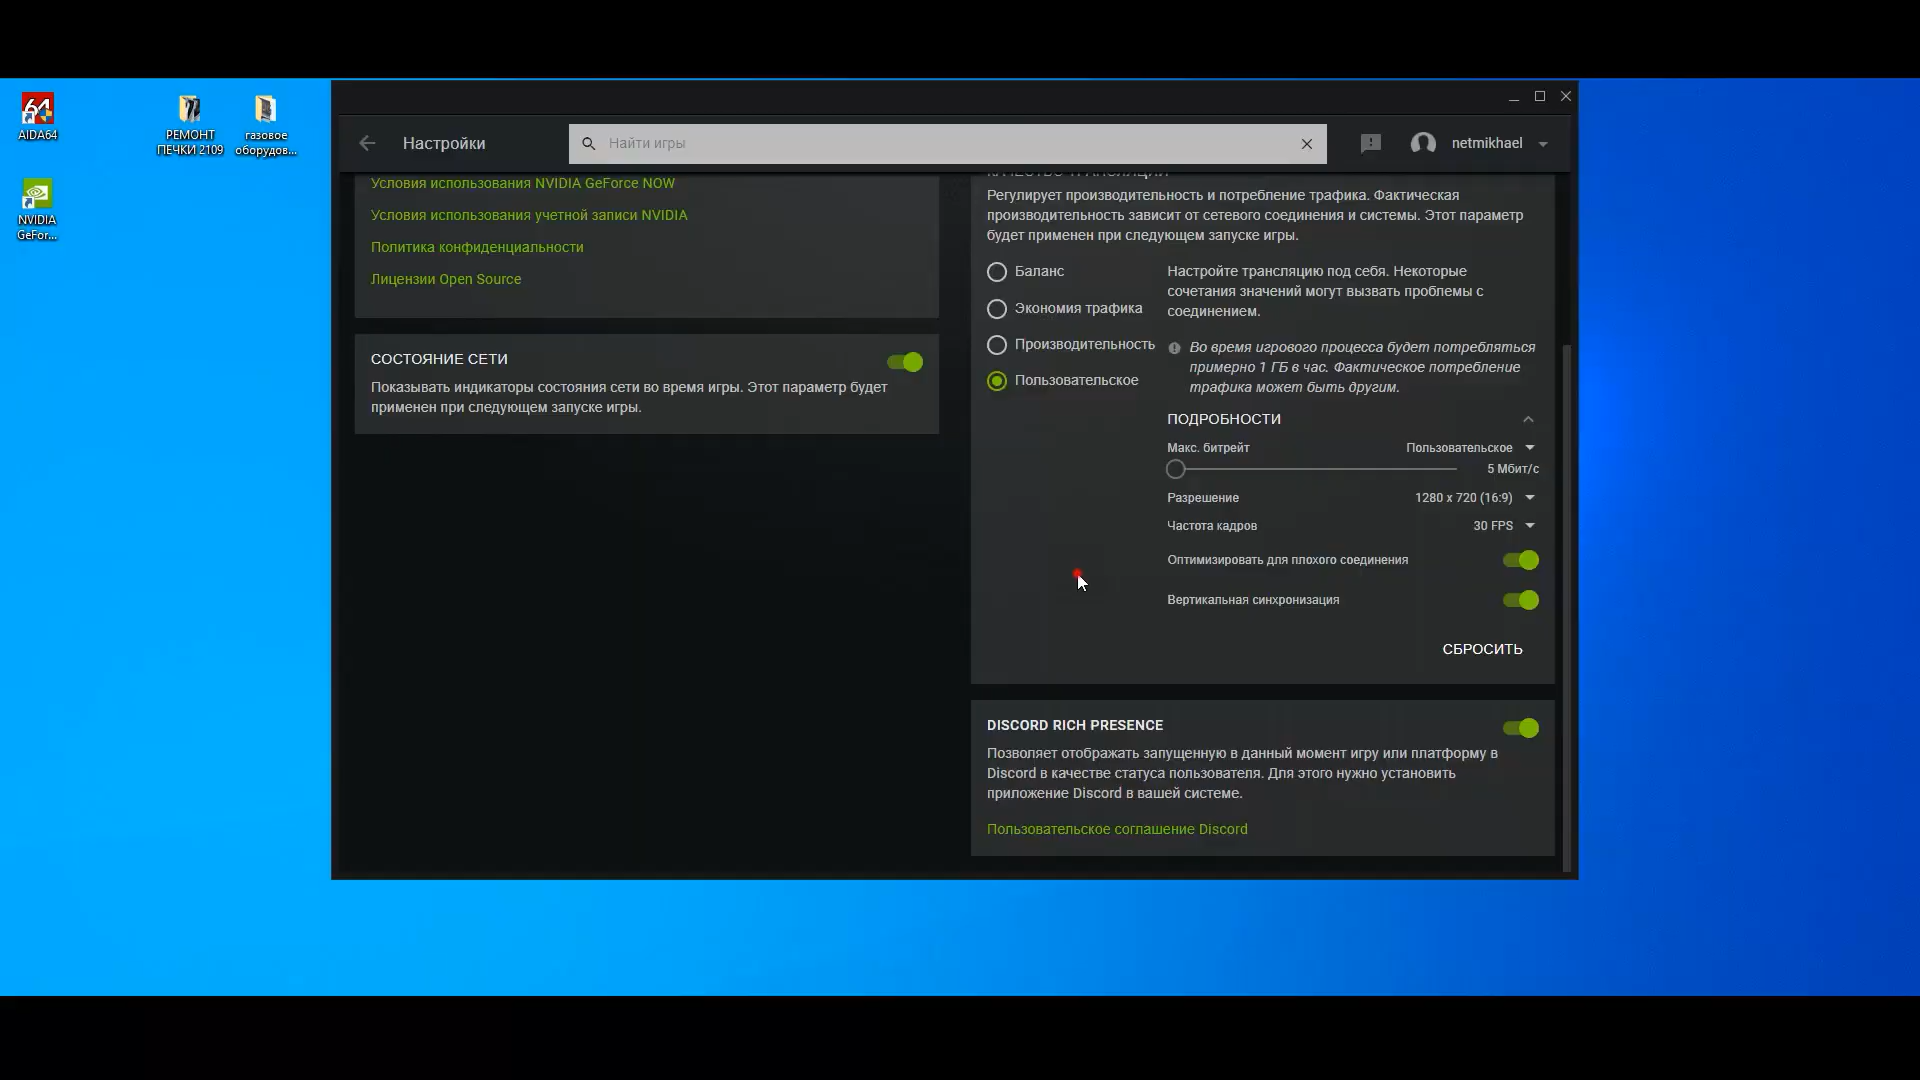 64
AIDA64
РЕМОНТ
ПЕЧКИ 2109
газовое
оборудов...
NVIDIA
GeFor...
Настройки
Найти игры
netmikhael
Условия использования NVIDIA GeForce NOW
Условия использования учетной записи NVIDIA
Политика конфиденциальности
Лицензии Open Source
СОСТОЯНИЕ СЕТИ
Показывать индикаторы состояния сети во время игры. Этот параметр будет
применен при следующем запуске игры.
КАЧЕСТВО ТРАНСЛЯЦИИ
Регулирует производительность и потребление трафика. Фактическая
производительность зависит от сетевого соединения и системы. Этот параметр
будет применен при следующем запуске игры.
Баланс
Экономия трафика
Производительность
Пользовательское
Настройте трансляцию под себя. Некоторые
сочетания значений могут вызвать проблемы с
соединением.
Во время игрового процесса будет потребляться
примерно 1 ГБ в час. Фактическое потребление
трафика может быть другим.
ПОДРОБНОСТИ
Макс. битрейт Пользовательское
5 Мбит/с
Разрешение 1280 x 720 (16:9)
Частота кадров 30 FPS
Оптимизировать для плохого соединения
Вертикальная синхронизация
СБРОСИТЬ
DISCORD RICH PRESENCE
Позволяет отображать запущенную в данный момент игру или платформу в
Discord в качестве статуса пользователя. Для этого нужно установить
приложение Discord в вашей системе.
Пользовательское соглашение Discord